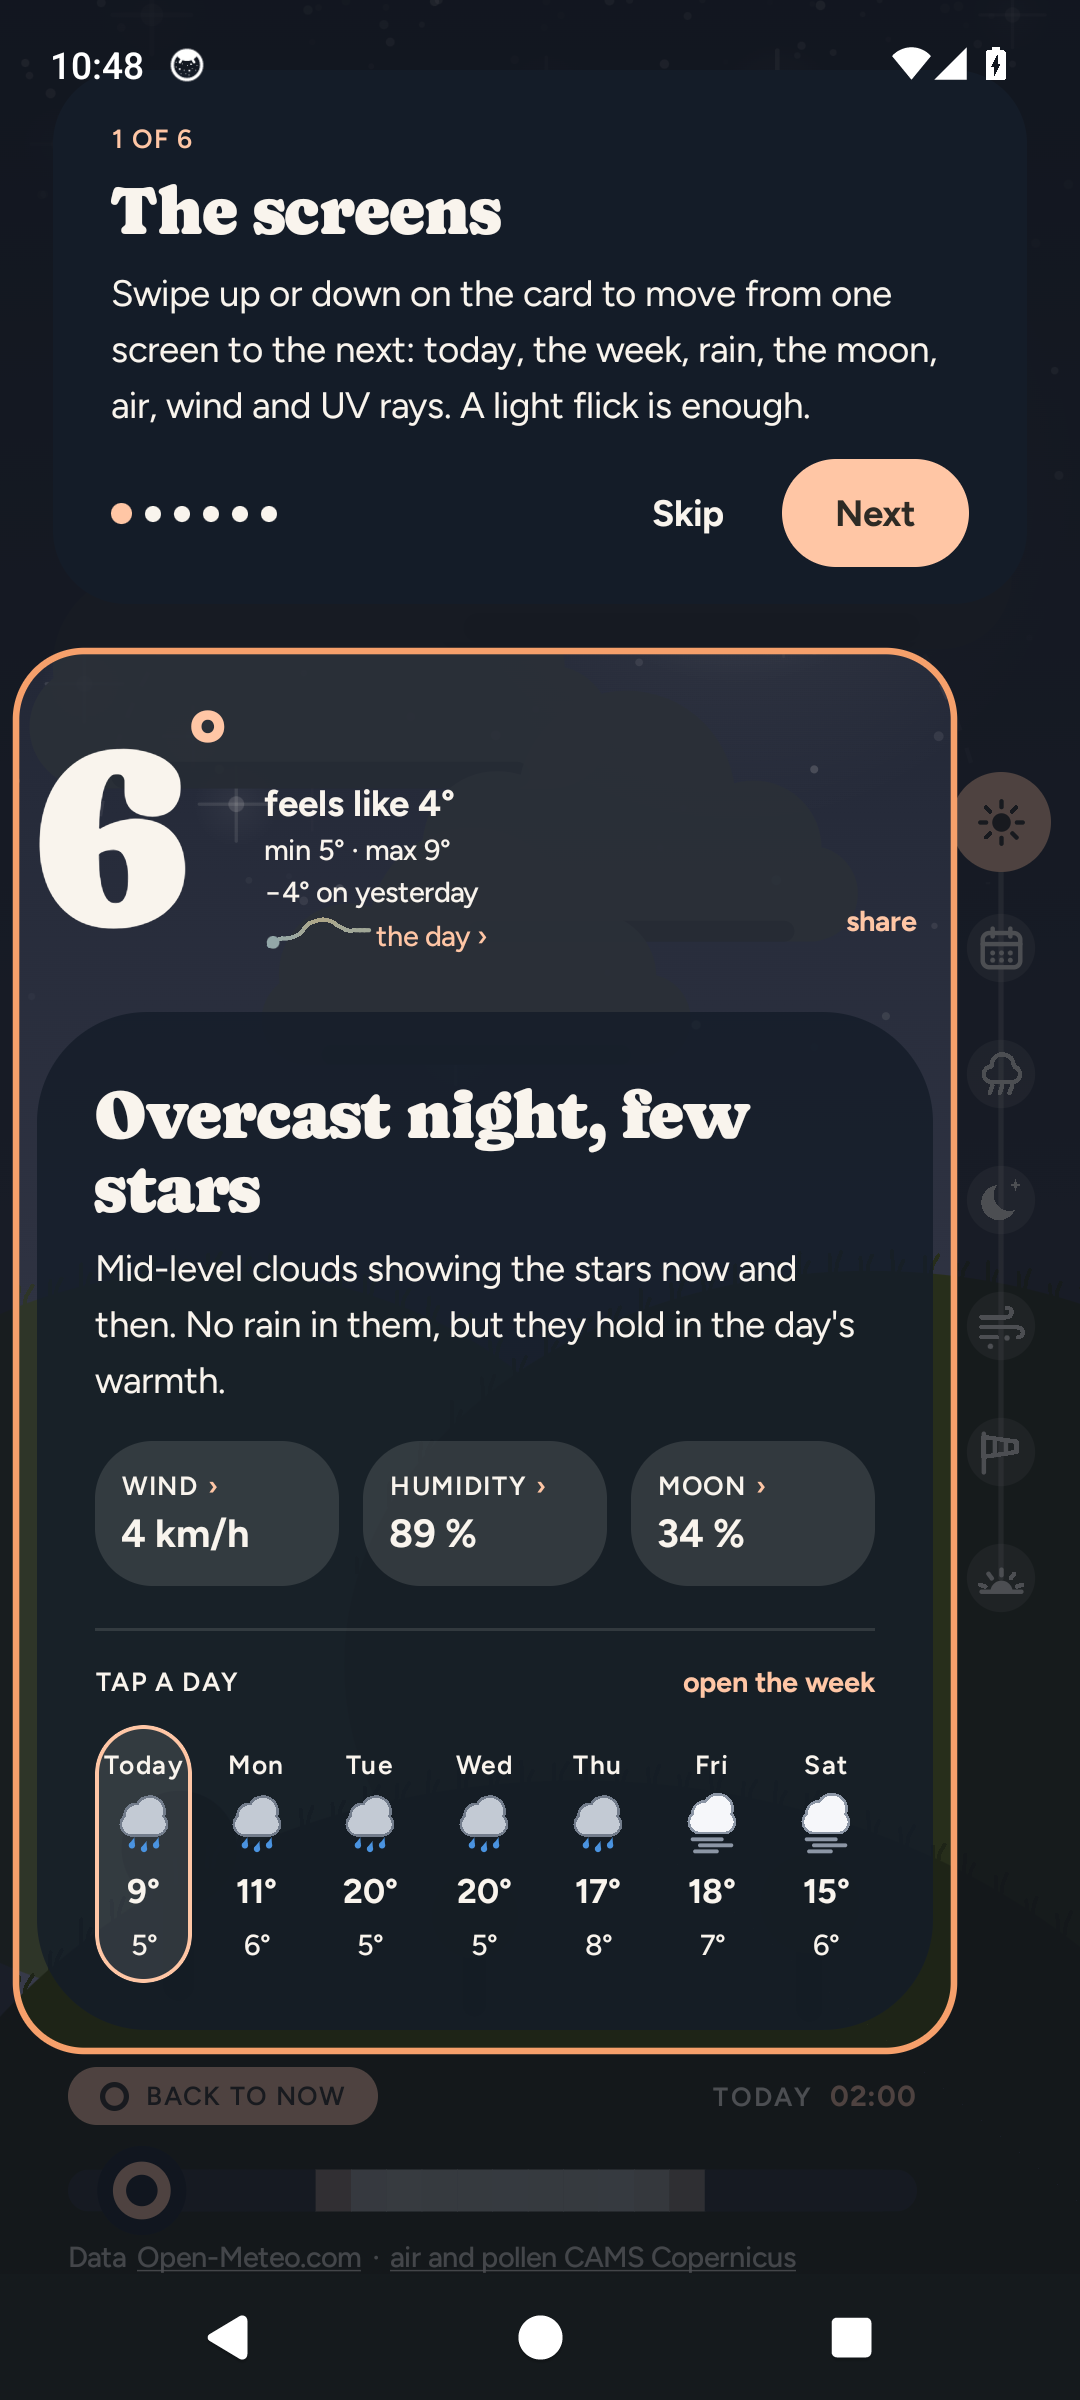 10:48
1 OF 6
The screens
Swipe up or down on the card to move from one
screen to the next: today, the week, rain, the moon,
air, wind and UV rays. A light flick is enough.
Skip
Next
6°
feels like 4°
min 5° · max 9°
−4° on yesterday
the day ›
share
Overcast night, few
stars
Mid-level clouds showing the stars now and
then. No rain in them, but they hold in the day's
warmth.
WIND ›
4 km/h
HUMIDITY ›
89 %
MOON ›
34 %
TAP A DAY
open the week
Today Mon Tue Wed Thu Fri Sat
9° 11° 20° 20° 17° 18° 15°
5° 6° 5° 5° 8° 7° 6°
BACK TO NOW
TODAY 02:00
Data Open-Meteo.com · air and pollen CAMS Copernicus